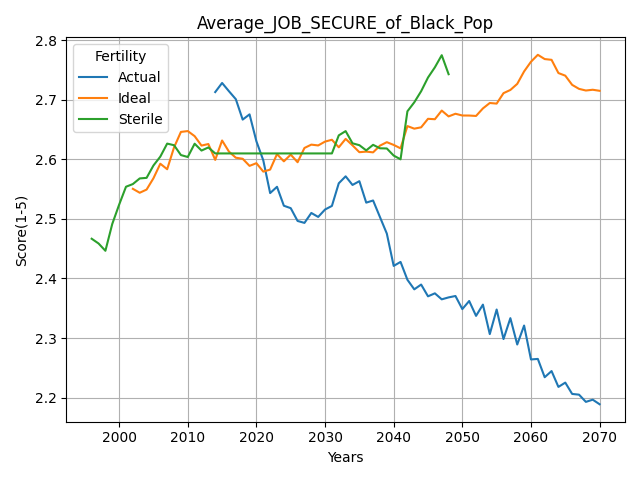 Average_JOB_SECURE_of_Black_Pop
Fertility
Actual
Ideal
Sterile
Score(1-5)
2.8
2.7
2.6
2.5
2.4
2.3
2.2
2000 2010 2020 2030 2040 2050 2060 2070
Years